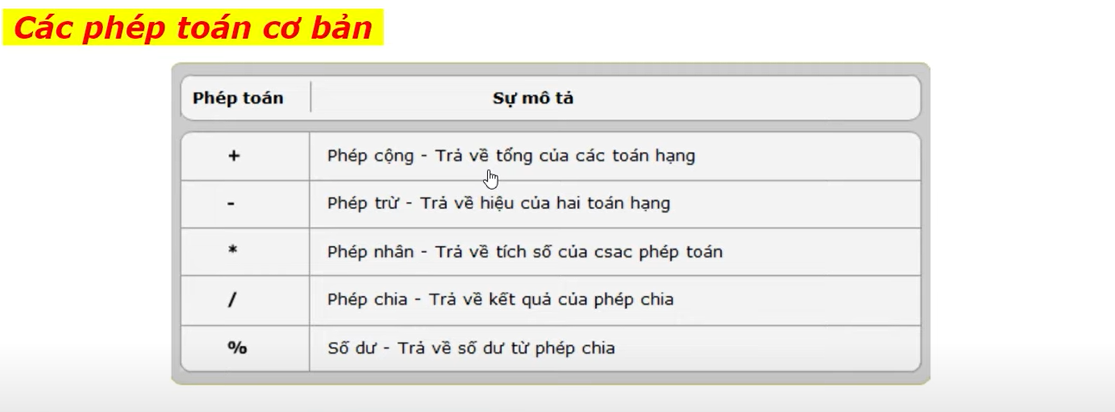 Các phép toán cơ bản
Phép toán Sự mô tả
+ Phép cộng - Trả về tổng của các toán hạng
- Phép trừ - Trả về hiệu của hai toán hạng
* Phép nhân - Trả về tích số của csac phép toán
/ Phép chia - Trả về kết quả của phép chia
% Số dư - Trả về số dư từ phép chia